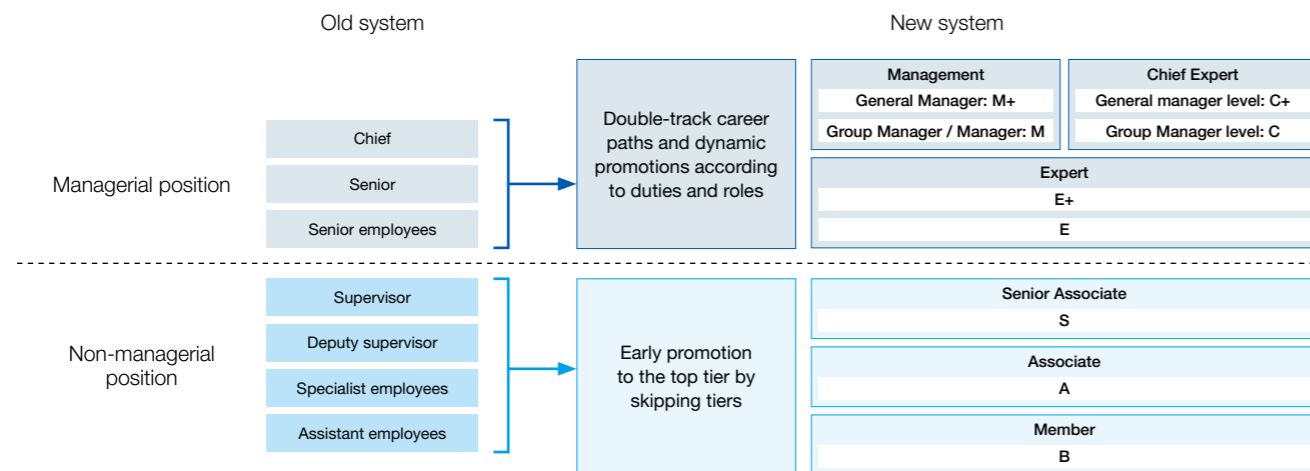 Old system
New system
Managerial position
Chief
Senior
Senior employees
Double-track career
paths and dynamic
promotions according
to duties and roles
Management
General Manager: M+
Group Manager / Manager: M
Chief Expert
General manager level: C+
Group Manager level: C
Expert
E+
E
Non-managerial
position
Supervisor
Deputy supervisor
Specialist employees
Assistant employees
Early promotion
to the top tier by
skipping tiers
Senior Associate
S
Associate
A
Member
B